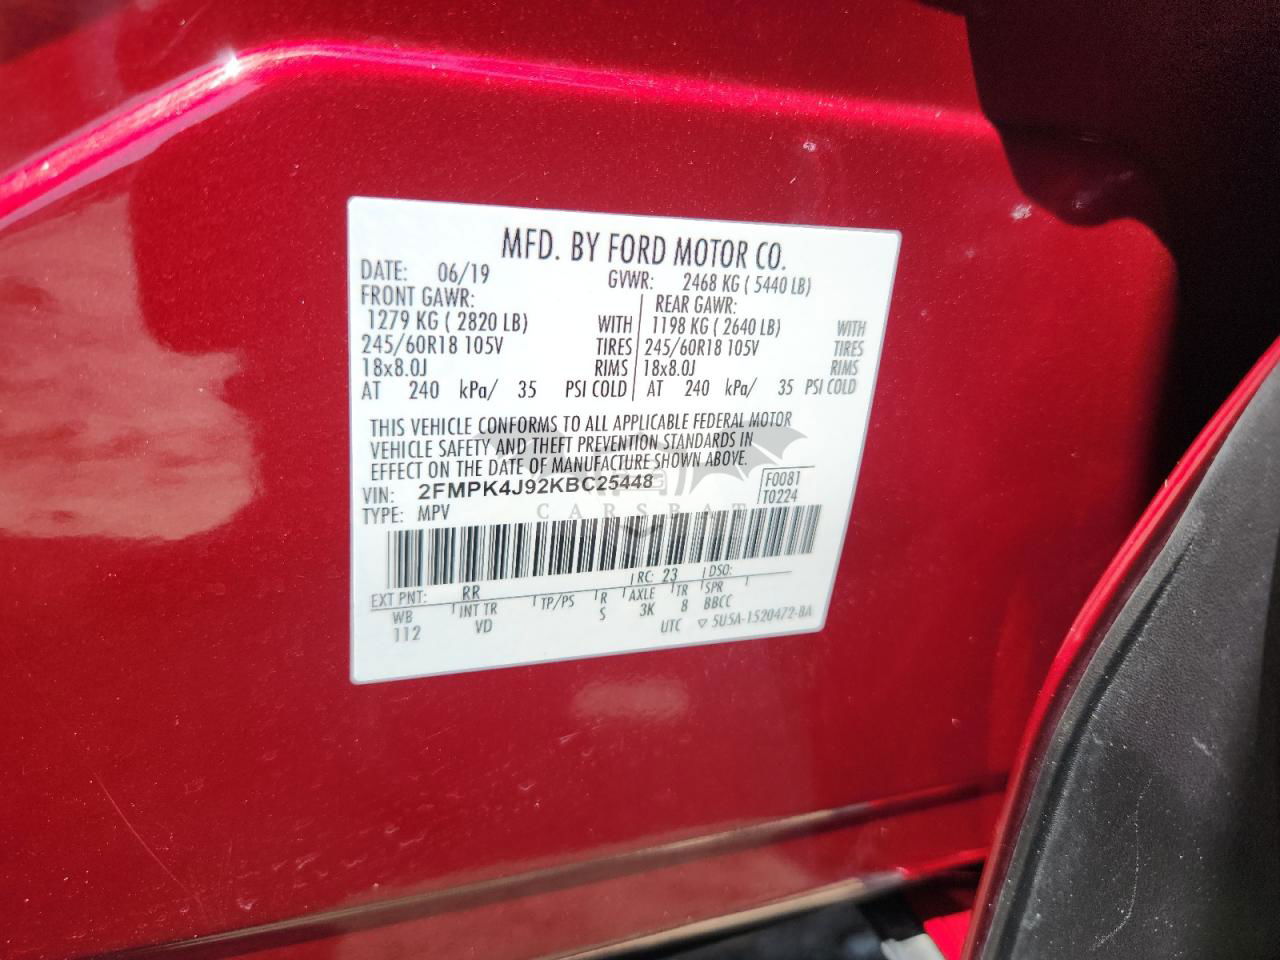 MFD. BY FORD MOTOR CO.
DATE: 06/19 GVWR: 2468 KG ( 5440 LB)
FRONT GAWR: REAR GAWR:
1279 KG ( 2820 LB) WITH 1198 KG ( 2640 LB) WITH
245/60R18 105V TIRES 245/60R18 105V TIRES
18x8.0J RIMS 18x8.0J RIMS
AT 240 kPa/ 35 PSI COLD AT 240 kPa/ 35 PSI COLD
THIS VEHICLE CONFORMS TO ALL APPLICABLE FEDERAL MOTOR
VEHICLE SAFETY AND THEFT PREVENTION STANDARDS IN
EFFECT ON THE DATE OF MANUFACTURE SHOWN ABOVE.
VIN: 2FMPK4J92KBC25448 F0081
TYPE: MPV T0224
CARSBAT
EXT PNT: RR RC: 23 DSO:
WB INT TR TP/PS R AXLE TR SPR
112 VD S 3K 8 BBCC
UTC ▽ 5U5A-1520472-BA